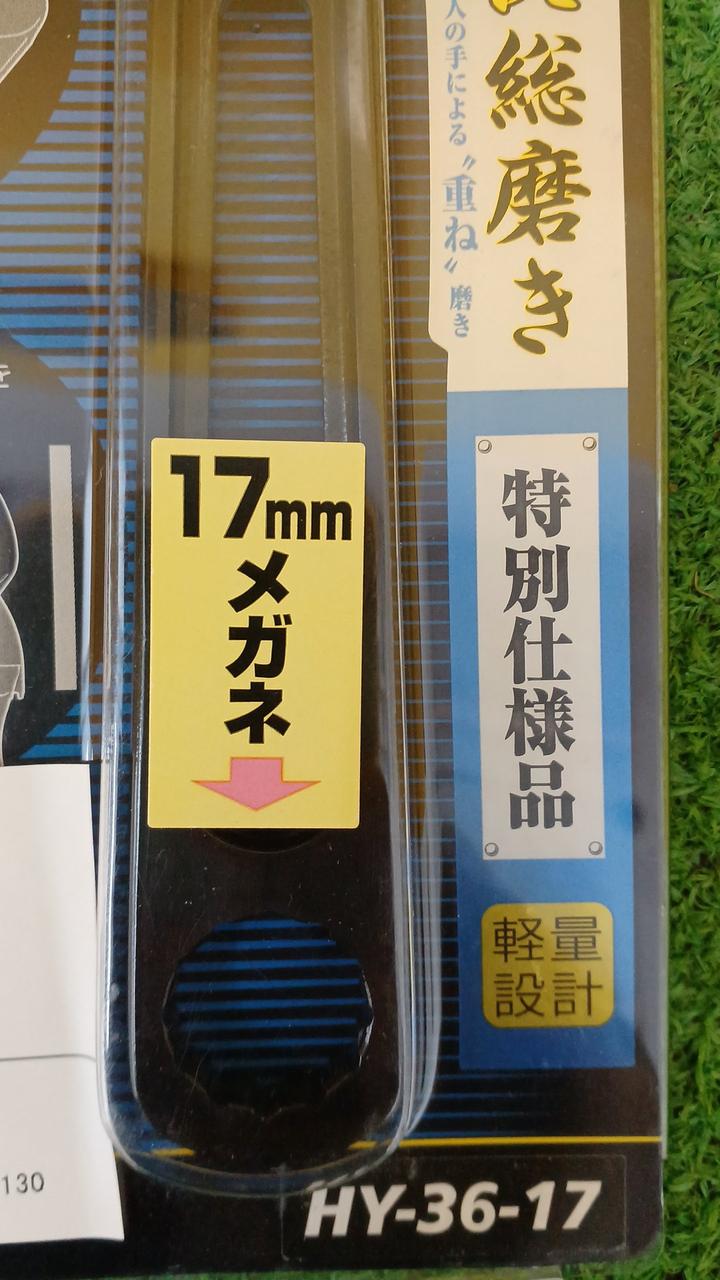 総磨き
人の手による〝重ね〟磨き
を
17mm
メガネ
特別仕様品
軽量
設計
130
HY-36-17